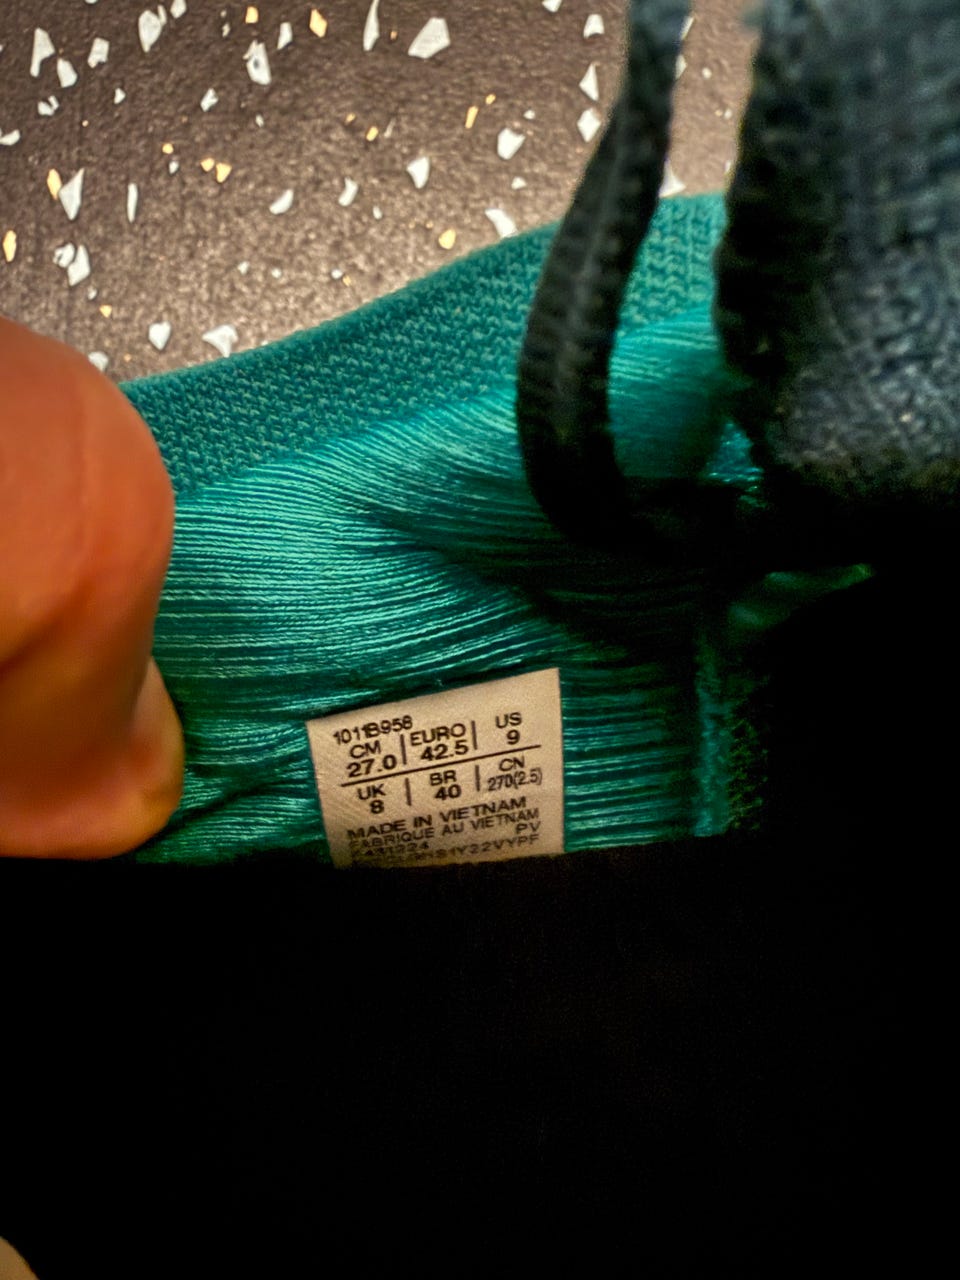 1011B958
CM | EURO | US
27.0 42.5 9
UK | BR | CN
8 40 270(2.5)
MADE IN VIETNAM
FABRIQUE AU VIETNAM
PV